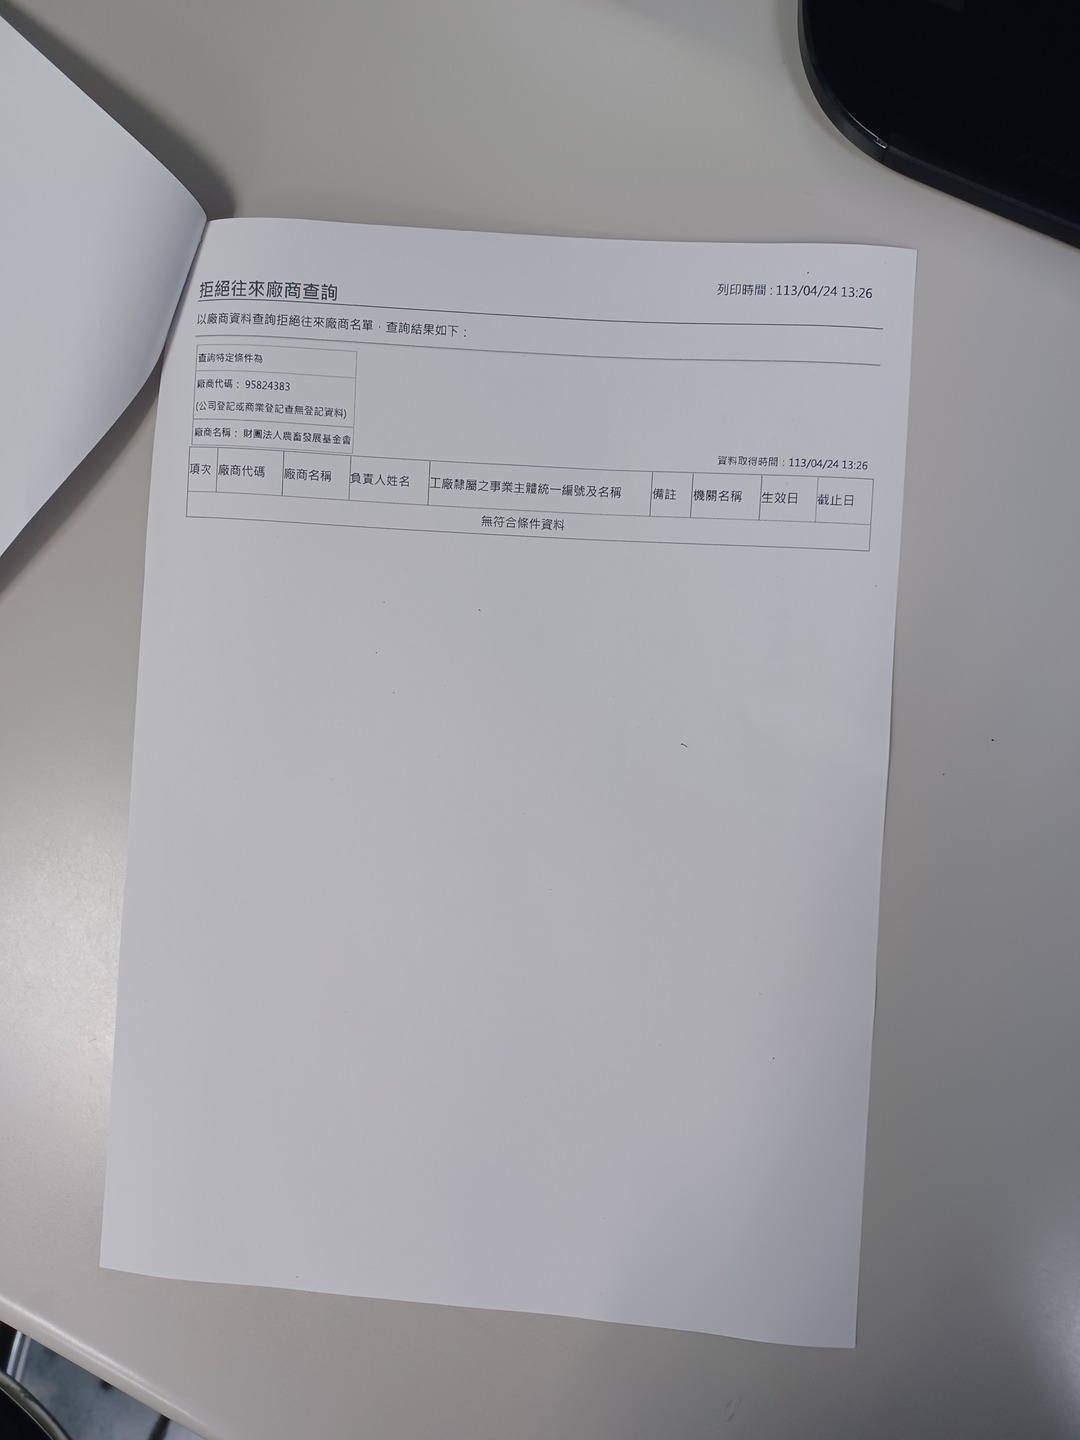 列印時間：113/04/24 13:26
拒絕往來廠商查詢
以廠商資料查詢拒絕往來廠商名單，查詢結果如下：
查詢特定條件為
廠商代碼： 95824383
(公司登記或商業登記查無登記資料)
廠商名稱： 財團法人農畜發展基金會
資料取得時間：113/04/24 13:26
項次 廠商代碼 廠商名稱 負責人姓名 工廠隸屬之事業主體統一編號及名稱 備註 機關名稱 生效日 截止日
無符合條件資料